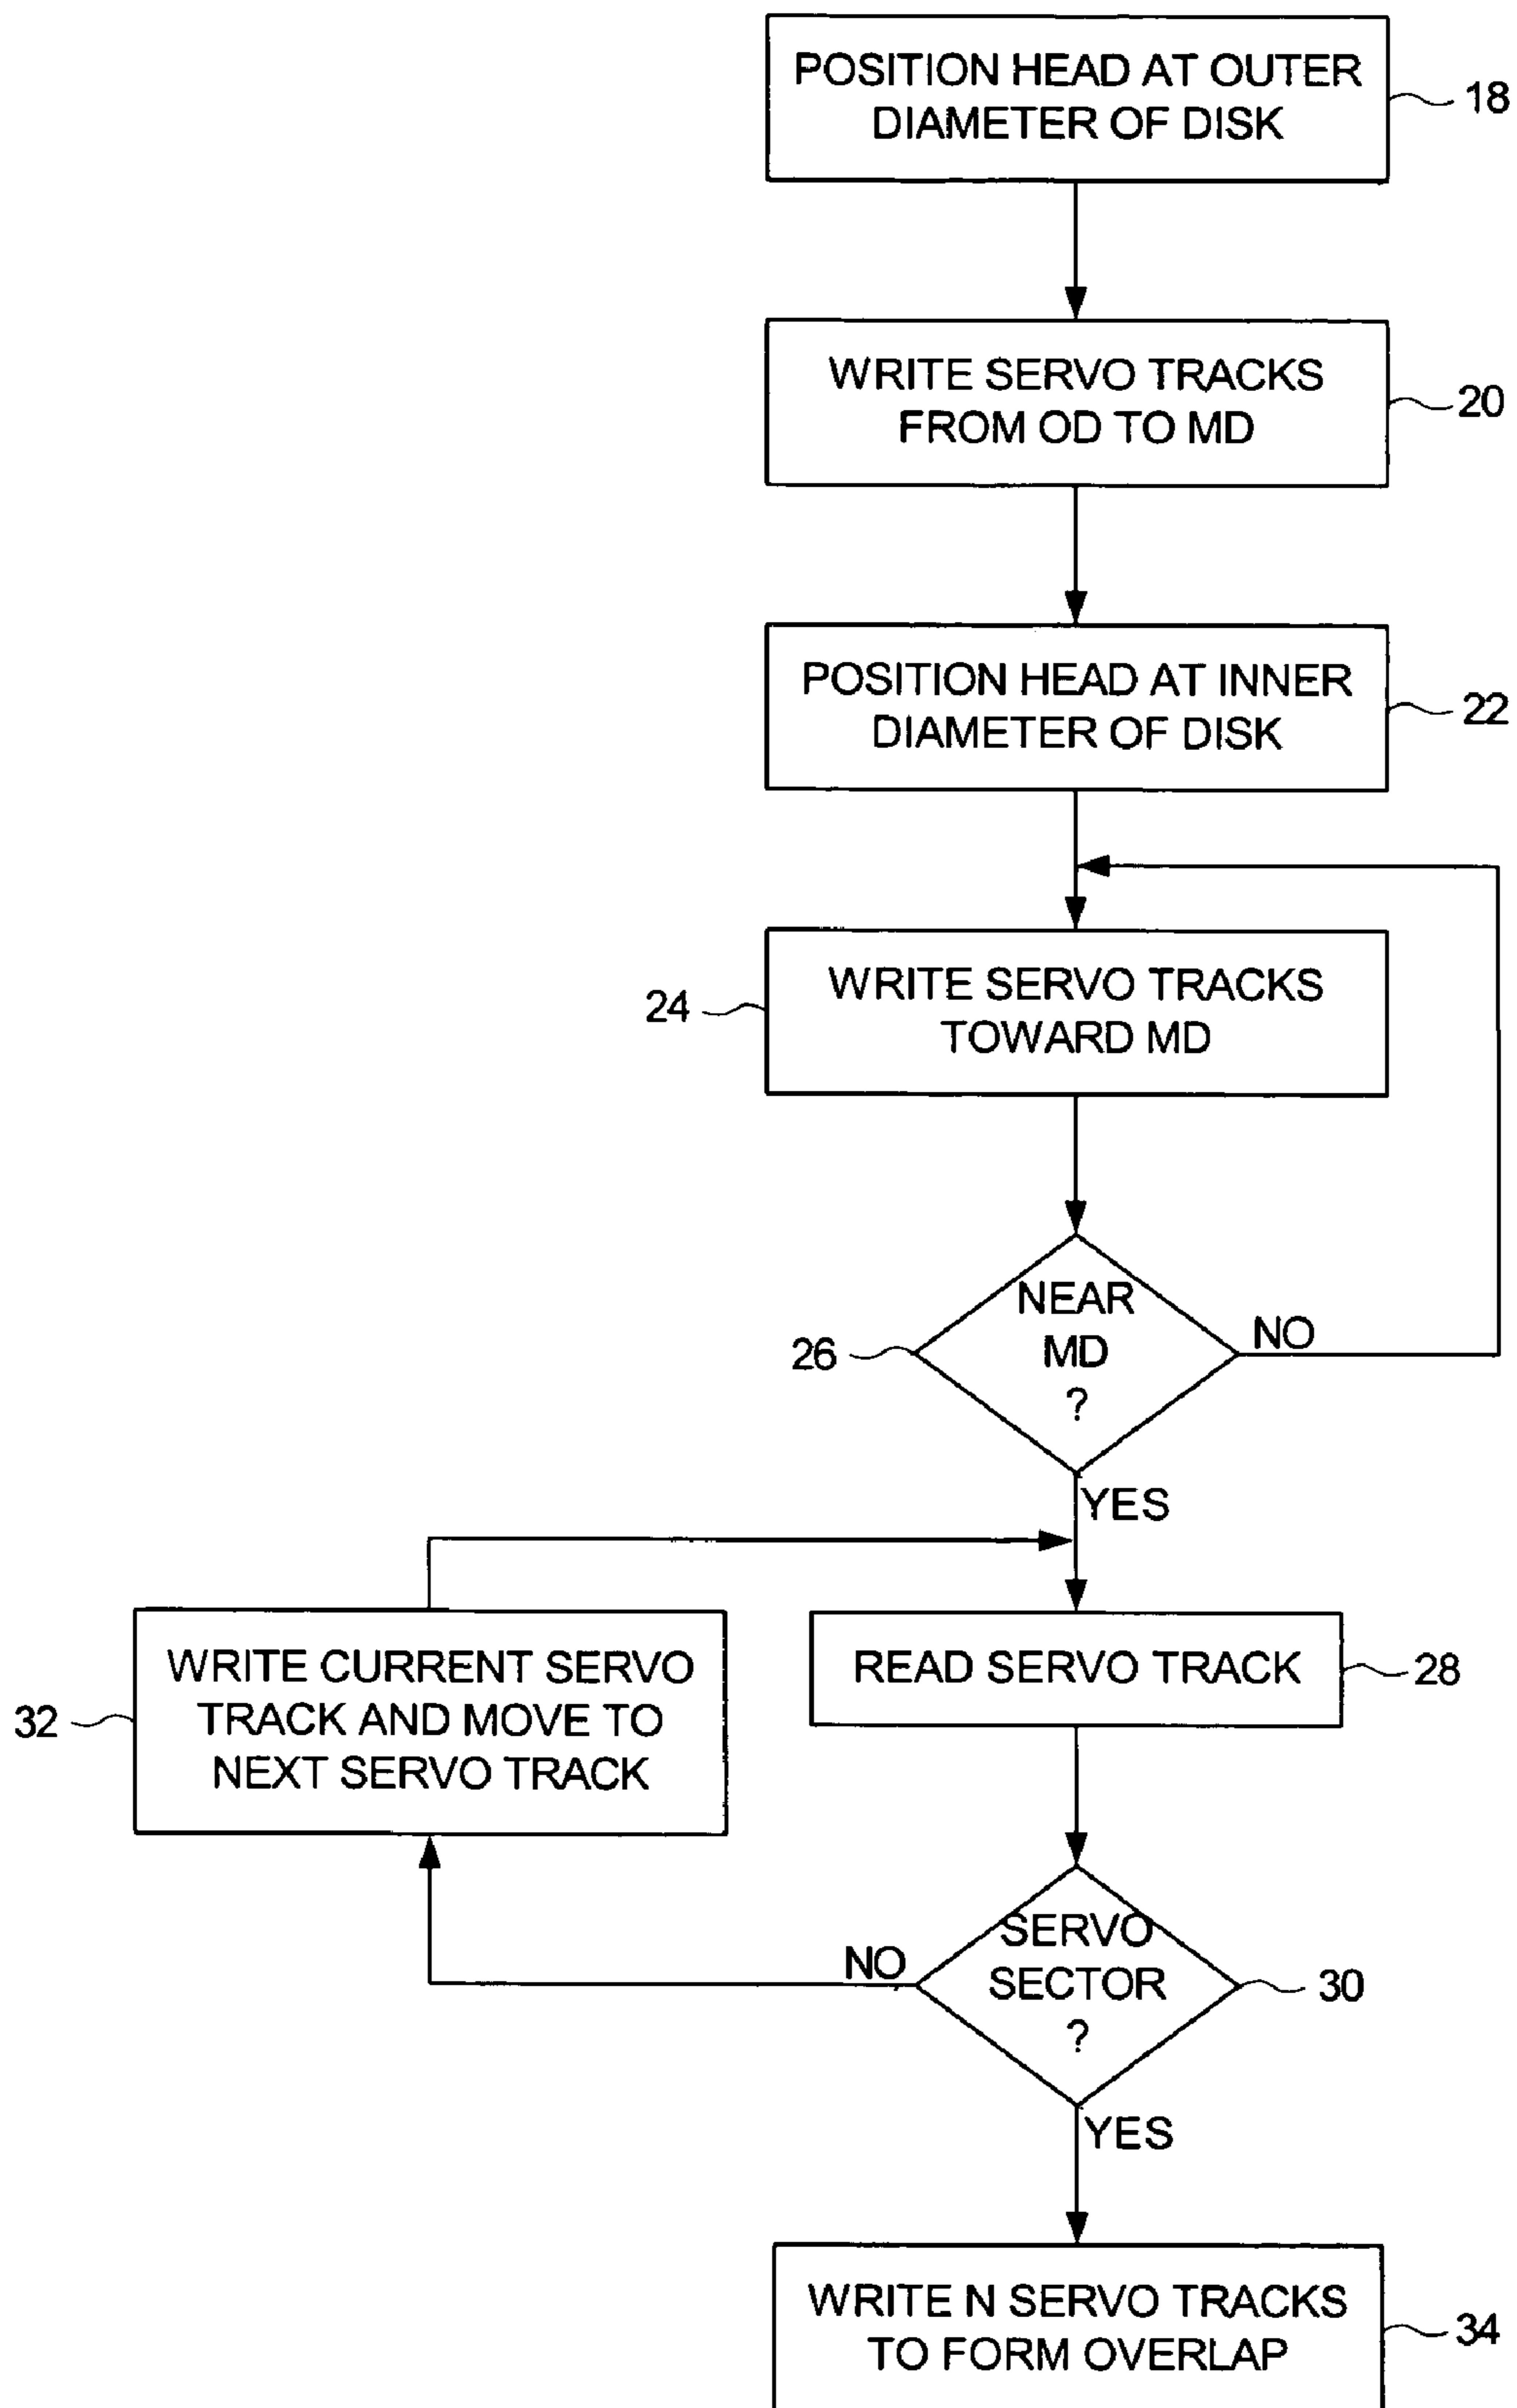 POSITION HEAD AT OUTER
DIAMETER OF DISK
18
WRITE SERVO TRACKS
FROM OD TO MD
20
POSITION HEAD AT INNER
DIAMETER OF DISK
22
WRITE SERVO TRACKS
TOWARD MD
24
NEAR
MD
?
26
NO
YES
WRITE CURRENT SERVO
TRACK AND MOVE TO
NEXT SERVO TRACK
32
READ SERVO TRACK
28
SERVO
SECTOR
?
NO
30
YES
WRITE N SERVO TRACKS
TO FORM OVERLAP
34